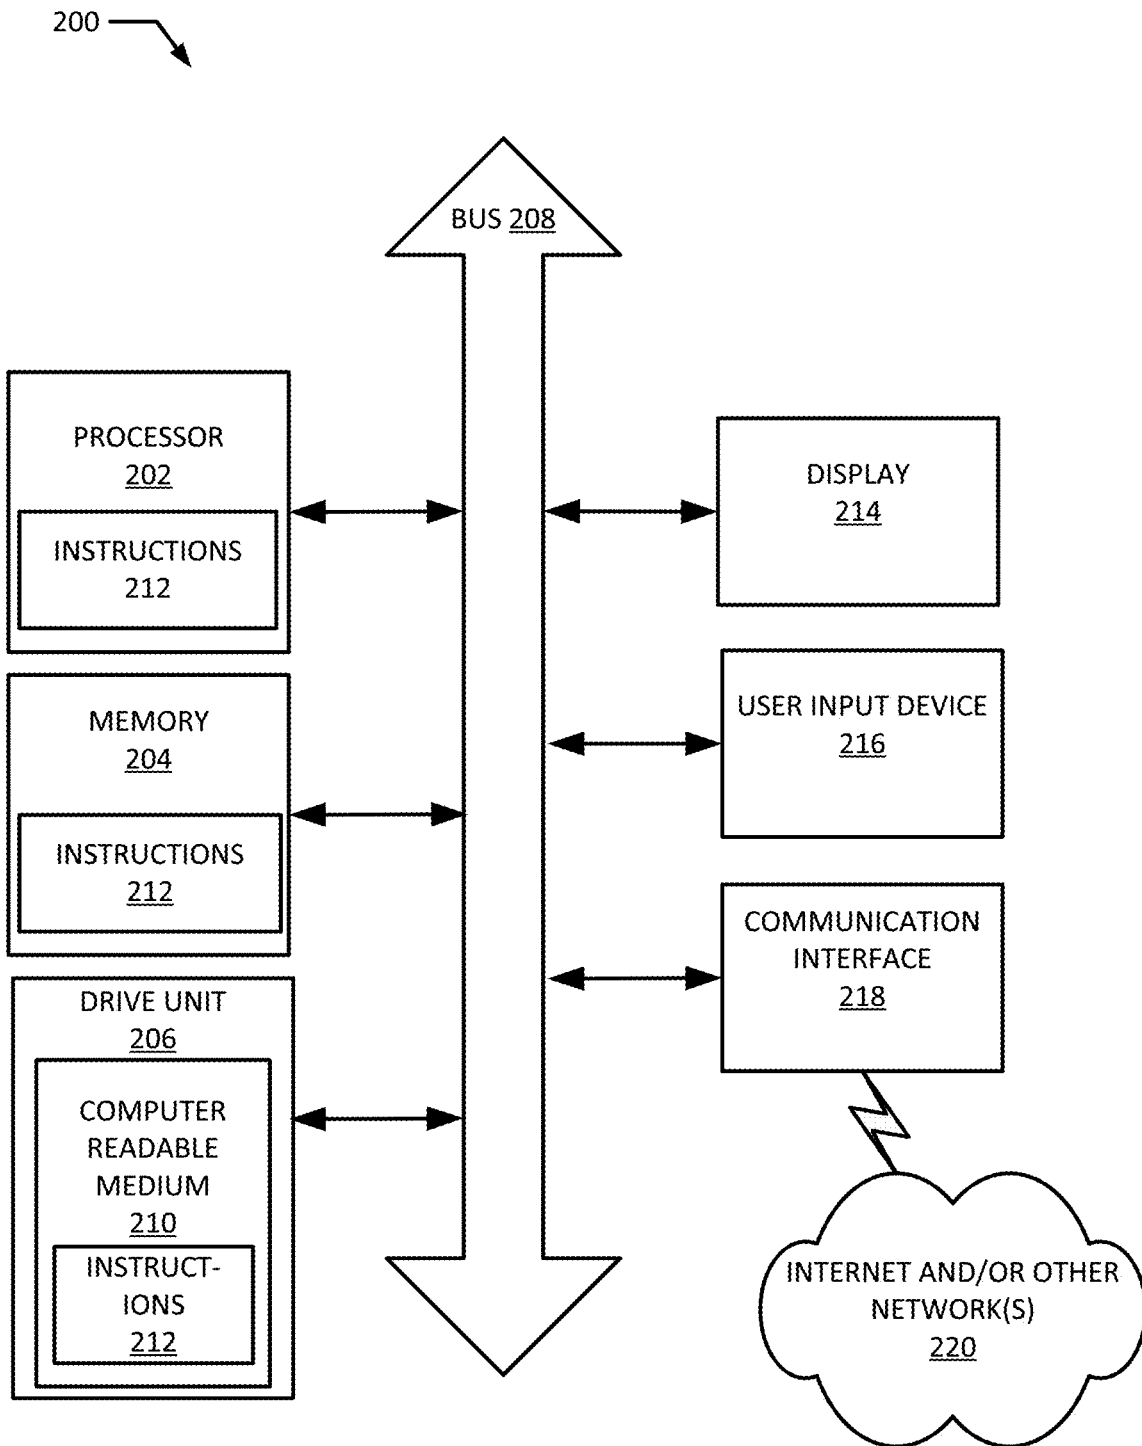 200
BUS 208
PROCESSOR
202
INSTRUCTIONS
212
MEMORY
204
INSTRUCTIONS
212
DRIVE UNIT
206
COMPUTER
READABLE
MEDIUM
210
INSTRUCT-
IONS
212
DISPLAY
214
USER INPUT DEVICE
216
COMMUNICATION
INTERFACE
218
INTERNET AND/OR OTHER
NETWORK(S)
220